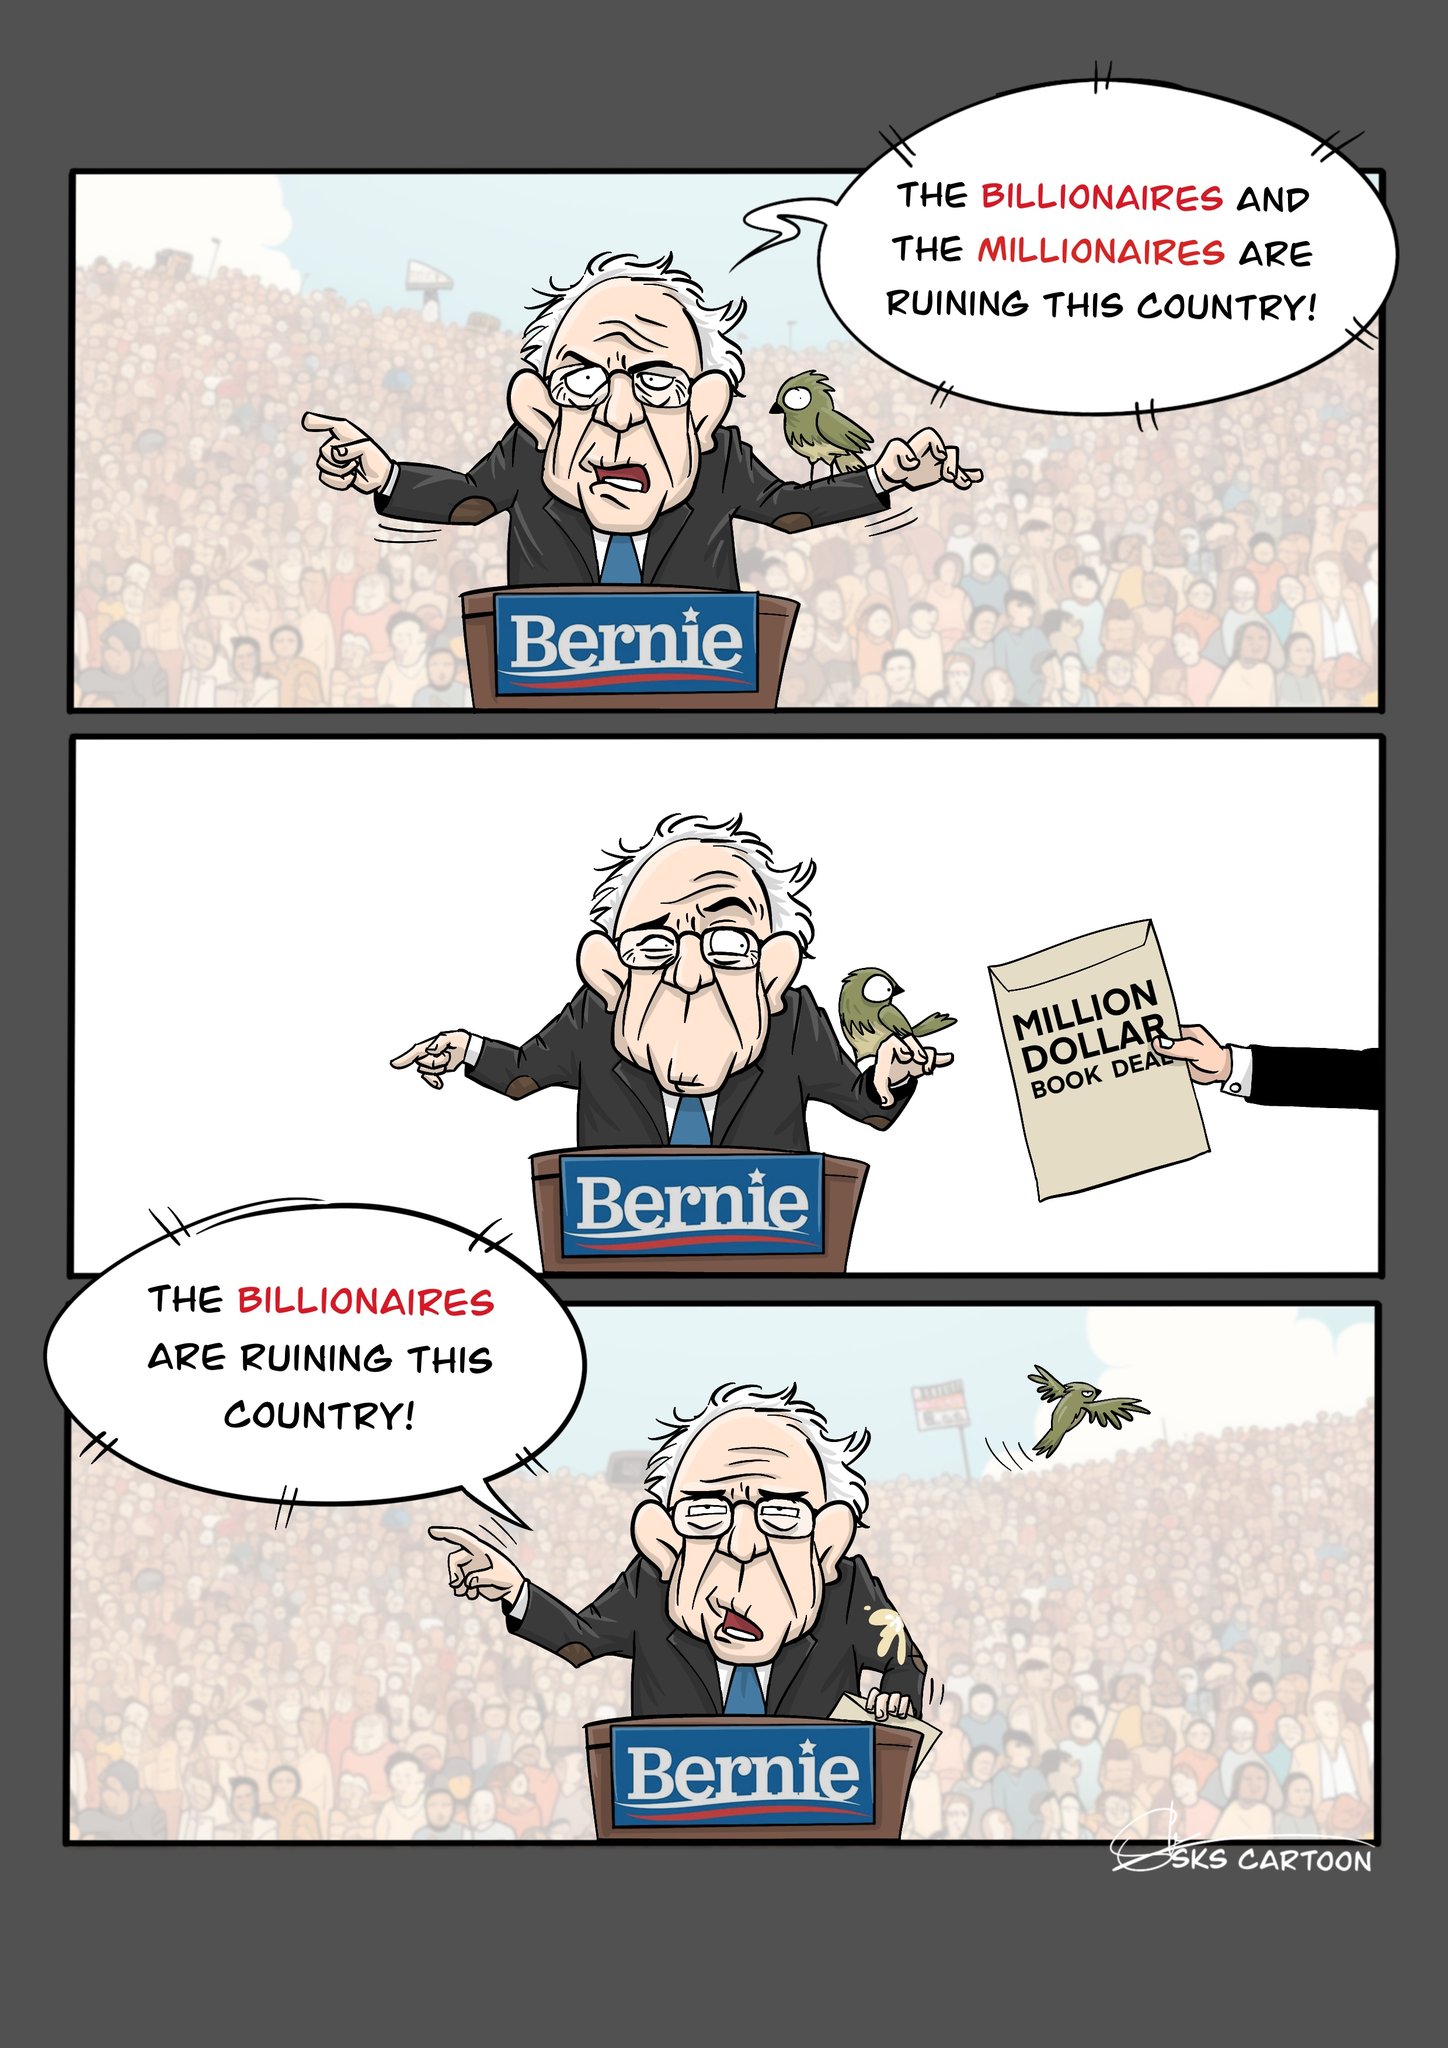 THE BILLIONAIRES AND
THE MILLIONAIRES ARE
RUINING THIS COUNTRY!
Bernie
MILLION
DOLLAR
BOOK DEAL
Bernie
THE BILLIONAIRES
ARE RUINING THIS
COUNTRY!
Bernie
SKS CARTOON